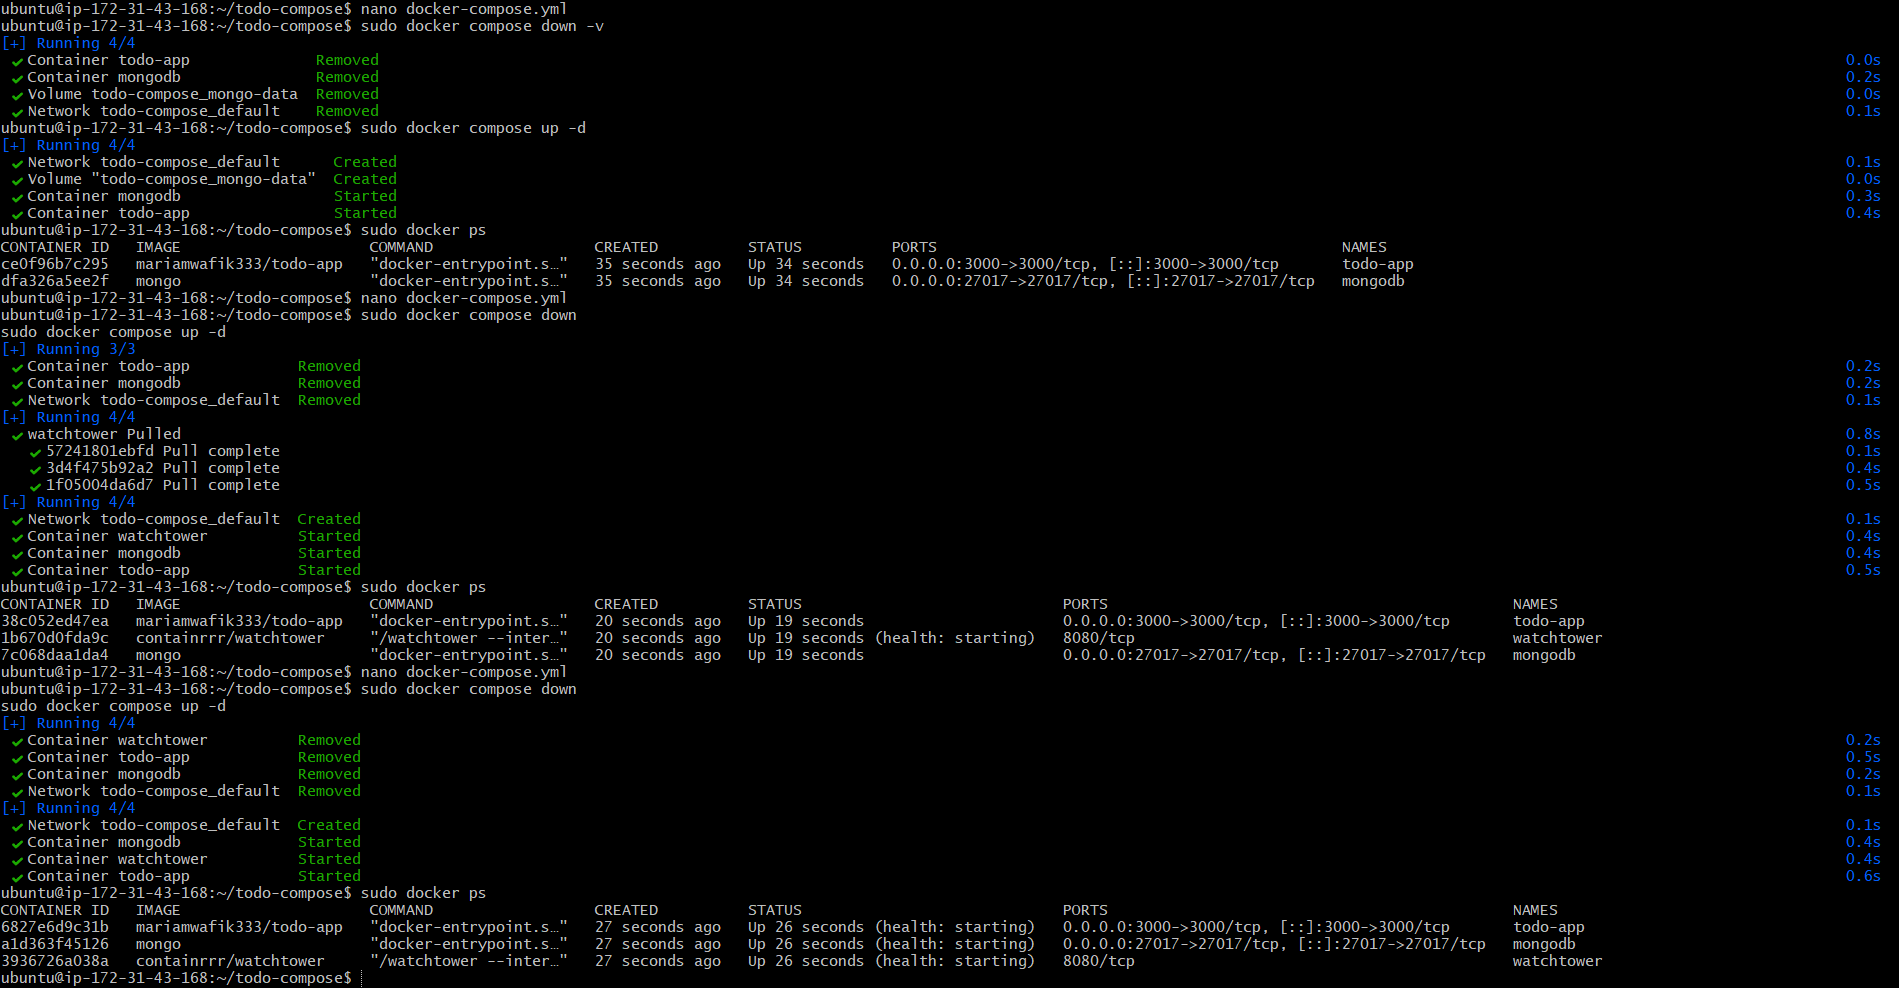 ubuntu@ip-172-31-43-168:~/todo-compose$ nano docker-compose.yml
ubuntu@ip-172-31-43-168:~/todo-compose$ sudo docker compose down -v
[+] Running 4/4
✔ Container todo-app Removed 0.0s
✔ Container mongodb Removed 0.2s
✔ Volume todo-compose_mongo-data Removed 0.0s
✔ Network todo-compose_default Removed 0.1s
ubuntu@ip-172-31-43-168:~/todo-compose$ sudo docker compose up -d
[+] Running 4/4
✔ Network todo-compose_default Created 0.1s
✔ Volume "todo-compose_mongo-data" Created 0.0s
✔ Container mongodb Started 0.3s
✔ Container todo-app Started 0.4s
ubuntu@ip-172-31-43-168:~/todo-compose$ sudo docker ps
CONTAINER ID IMAGE COMMAND CREATED STATUS PORTS NAMES
ce0f96b7c295 mariamwafik333/todo-app "docker-entrypoint.s…" 35 seconds ago Up 34 seconds 0.0.0.0:3000->3000/tcp, [::]:3000->3000/tcp todo-app
dfa326a5ee2f mongo "docker-entrypoint.s…" 35 seconds ago Up 34 seconds 0.0.0.0:27017->27017/tcp, [::]:27017->27017/tcp mongodb
ubuntu@ip-172-31-43-168:~/todo-compose$ nano docker-compose.yml
ubuntu@ip-172-31-43-168:~/todo-compose$ sudo docker compose down
sudo docker compose up -d
[+] Running 3/3
✔ Container todo-app Removed 0.2s
✔ Container mongodb Removed 0.2s
✔ Network todo-compose_default Removed 0.1s
[+] Running 4/4
✔ watchtower Pulled 0.8s
✔ 57241801ebfd Pull complete 0.1s
✔ 3d4f475b92a2 Pull complete 0.4s
✔ 1f05004da6d7 Pull complete 0.5s
[+] Running 4/4
✔ Network todo-compose_default Created 0.1s
✔ Container watchtower Started 0.4s
✔ Container mongodb Started 0.4s
✔ Container todo-app Started 0.5s
ubuntu@ip-172-31-43-168:~/todo-compose$ sudo docker ps
CONTAINER ID IMAGE COMMAND CREATED STATUS PORTS NAMES
38c052ed47ea mariamwafik333/todo-app "docker-entrypoint.s…" 20 seconds ago Up 19 seconds 0.0.0.0:3000->3000/tcp, [::]:3000->3000/tcp todo-app
1b670d0fda9c containrrr/watchtower "/watchtower --inter…" 20 seconds ago Up 19 seconds (health: starting) 8080/tcp watchtower
7c068daa1da4 mongo "docker-entrypoint.s…" 20 seconds ago Up 19 seconds 0.0.0.0:27017->27017/tcp, [::]:27017->27017/tcp mongodb
ubuntu@ip-172-31-43-168:~/todo-compose$ nano docker-compose.yml
ubuntu@ip-172-31-43-168:~/todo-compose$ sudo docker compose down
sudo docker compose up -d
[+] Running 4/4
✔ Container watchtower Removed 0.2s
✔ Container todo-app Removed 0.5s
✔ Container mongodb Removed 0.2s
✔ Network todo-compose_default Removed 0.1s
[+] Running 4/4
✔ Network todo-compose_default Created 0.1s
✔ Container mongodb Started 0.4s
✔ Container watchtower Started 0.4s
✔ Container todo-app Started 0.6s
ubuntu@ip-172-31-43-168:~/todo-compose$ sudo docker ps
CONTAINER ID IMAGE COMMAND CREATED STATUS PORTS NAMES
6827e6d9c31b mariamwafik333/todo-app "docker-entrypoint.s…" 27 seconds ago Up 26 seconds (health: starting) 0.0.0.0:3000->3000/tcp, [::]:3000->3000/tcp todo-app
a1d363f45126 mongo "docker-entrypoint.s…" 27 seconds ago Up 26 seconds (health: starting) 0.0.0.0:27017->27017/tcp, [::]:27017->27017/tcp mongodb
3936726a038a containrrr/watchtower "/watchtower --inter…" 27 seconds ago Up 26 seconds (health: starting) 8080/tcp watchtower
ubuntu@ip-172-31-43-168:~/todo-compose$